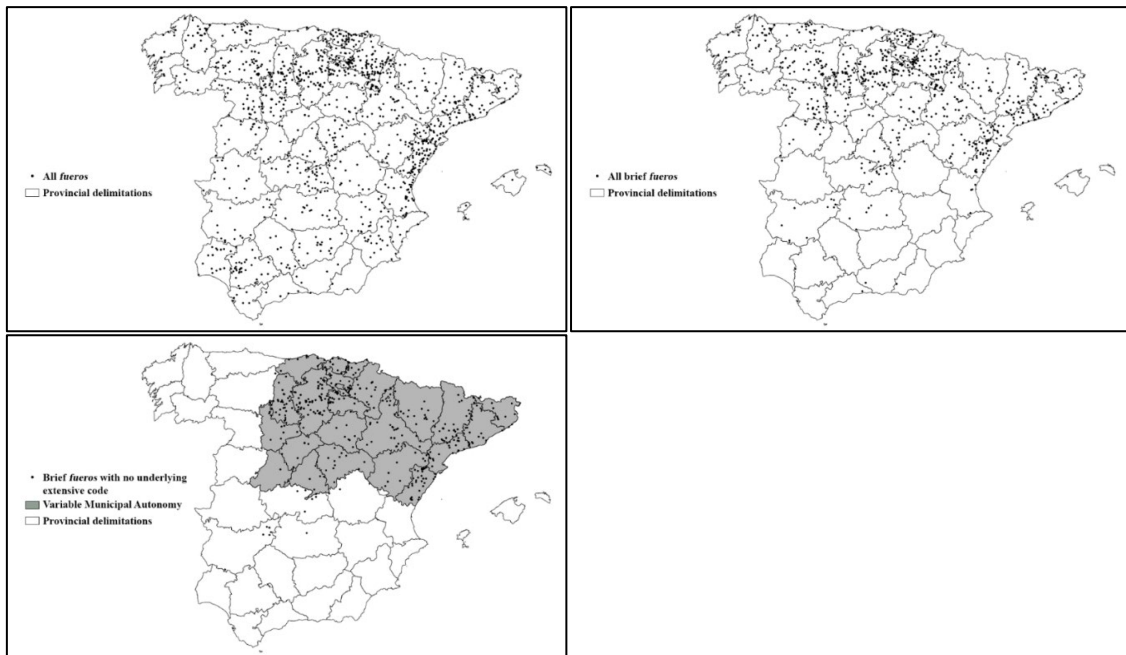 All fueros
Provincial delimitations
All brief fueros
Provincial delimitations
Brief fueros with no underlying
extensive code
Variable Municipal Autonomy
Provincial delimitations